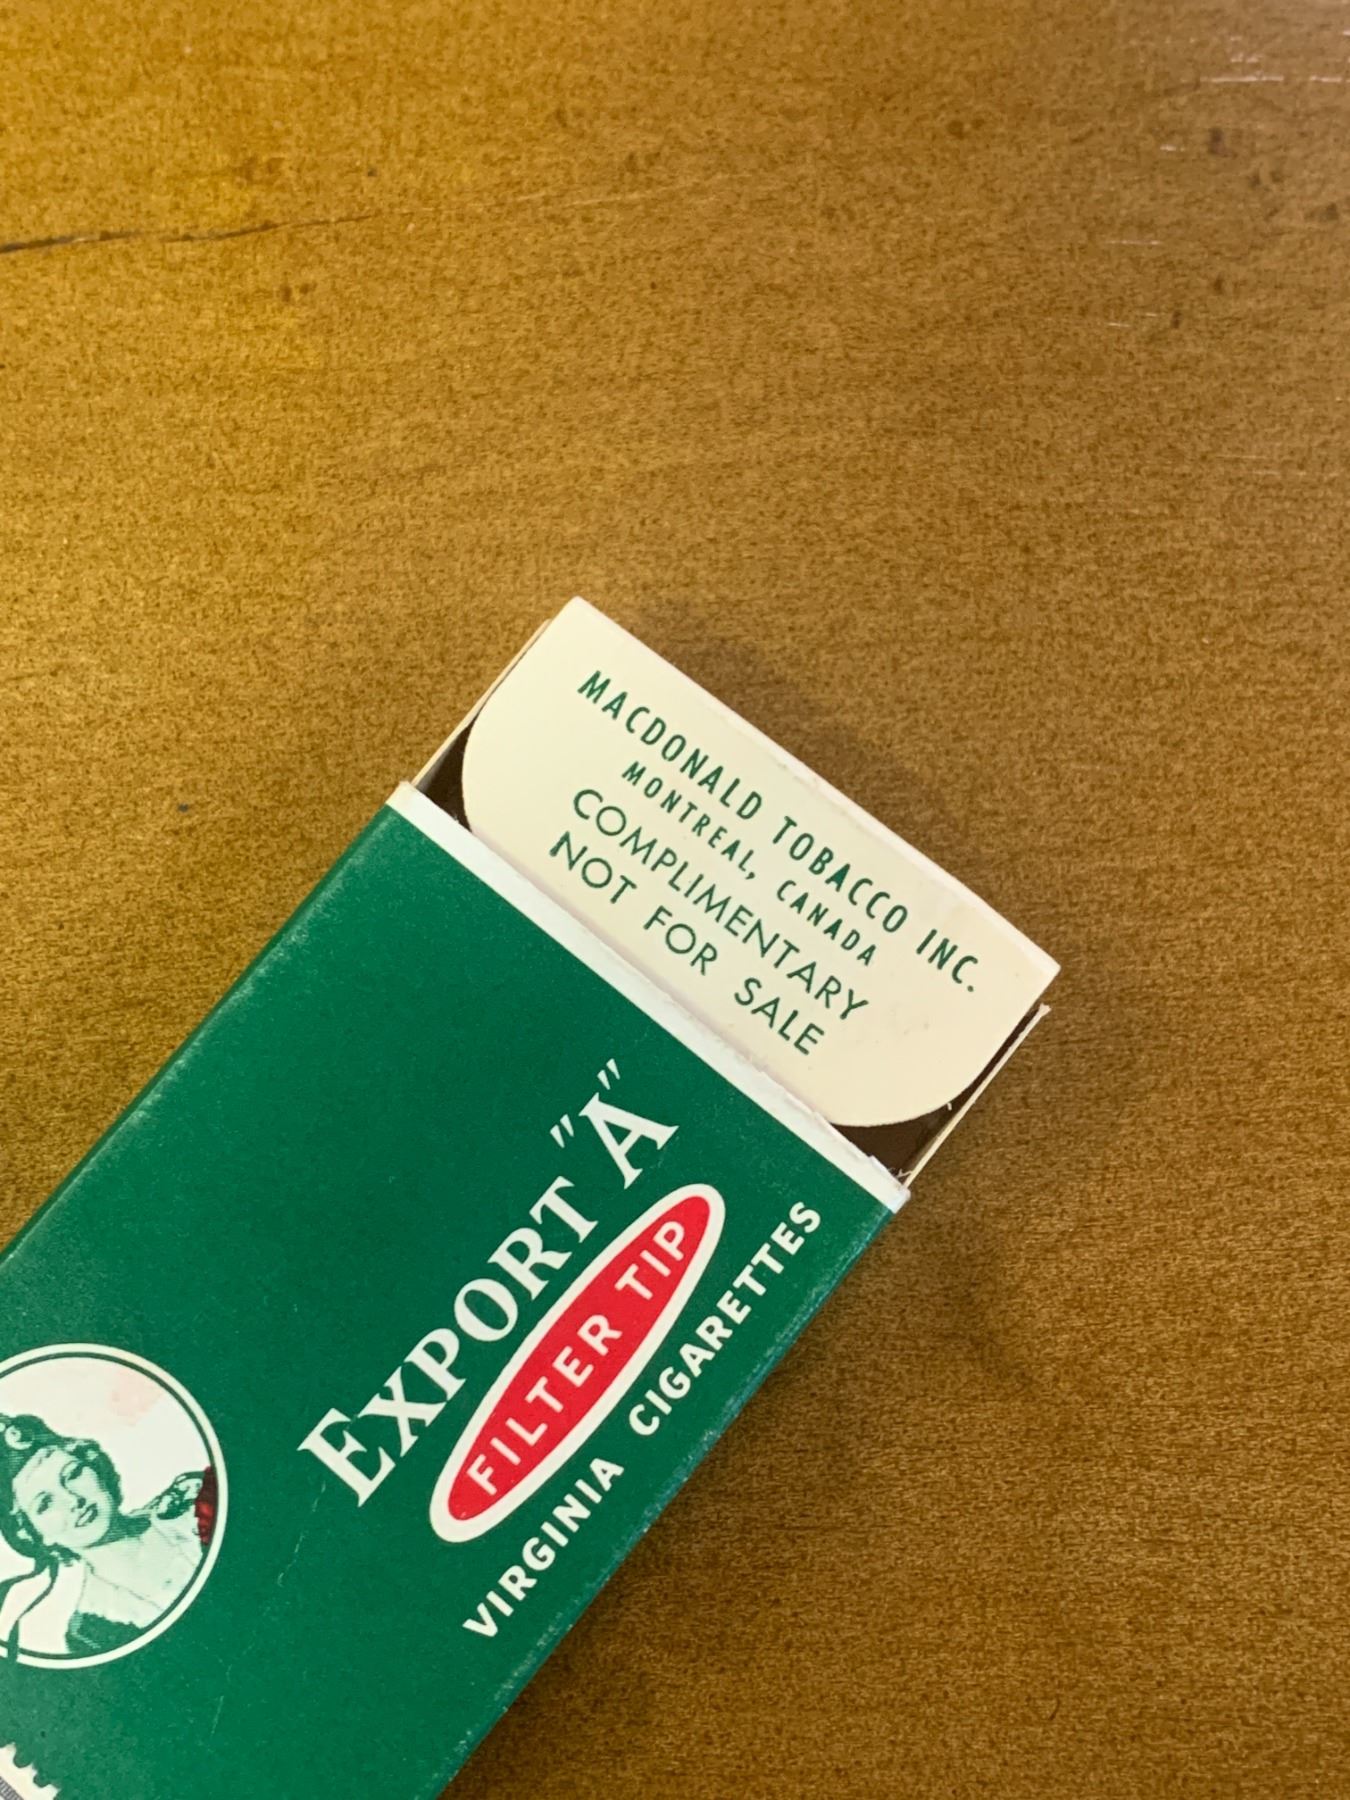 MACDONALD TOBACCO INC.
MONTREAL, CANADA
COMPLIMENTARY
NOT FOR SALE
EXPORT "A"
FILTER TIP
VIRGINIA CIGARETTES